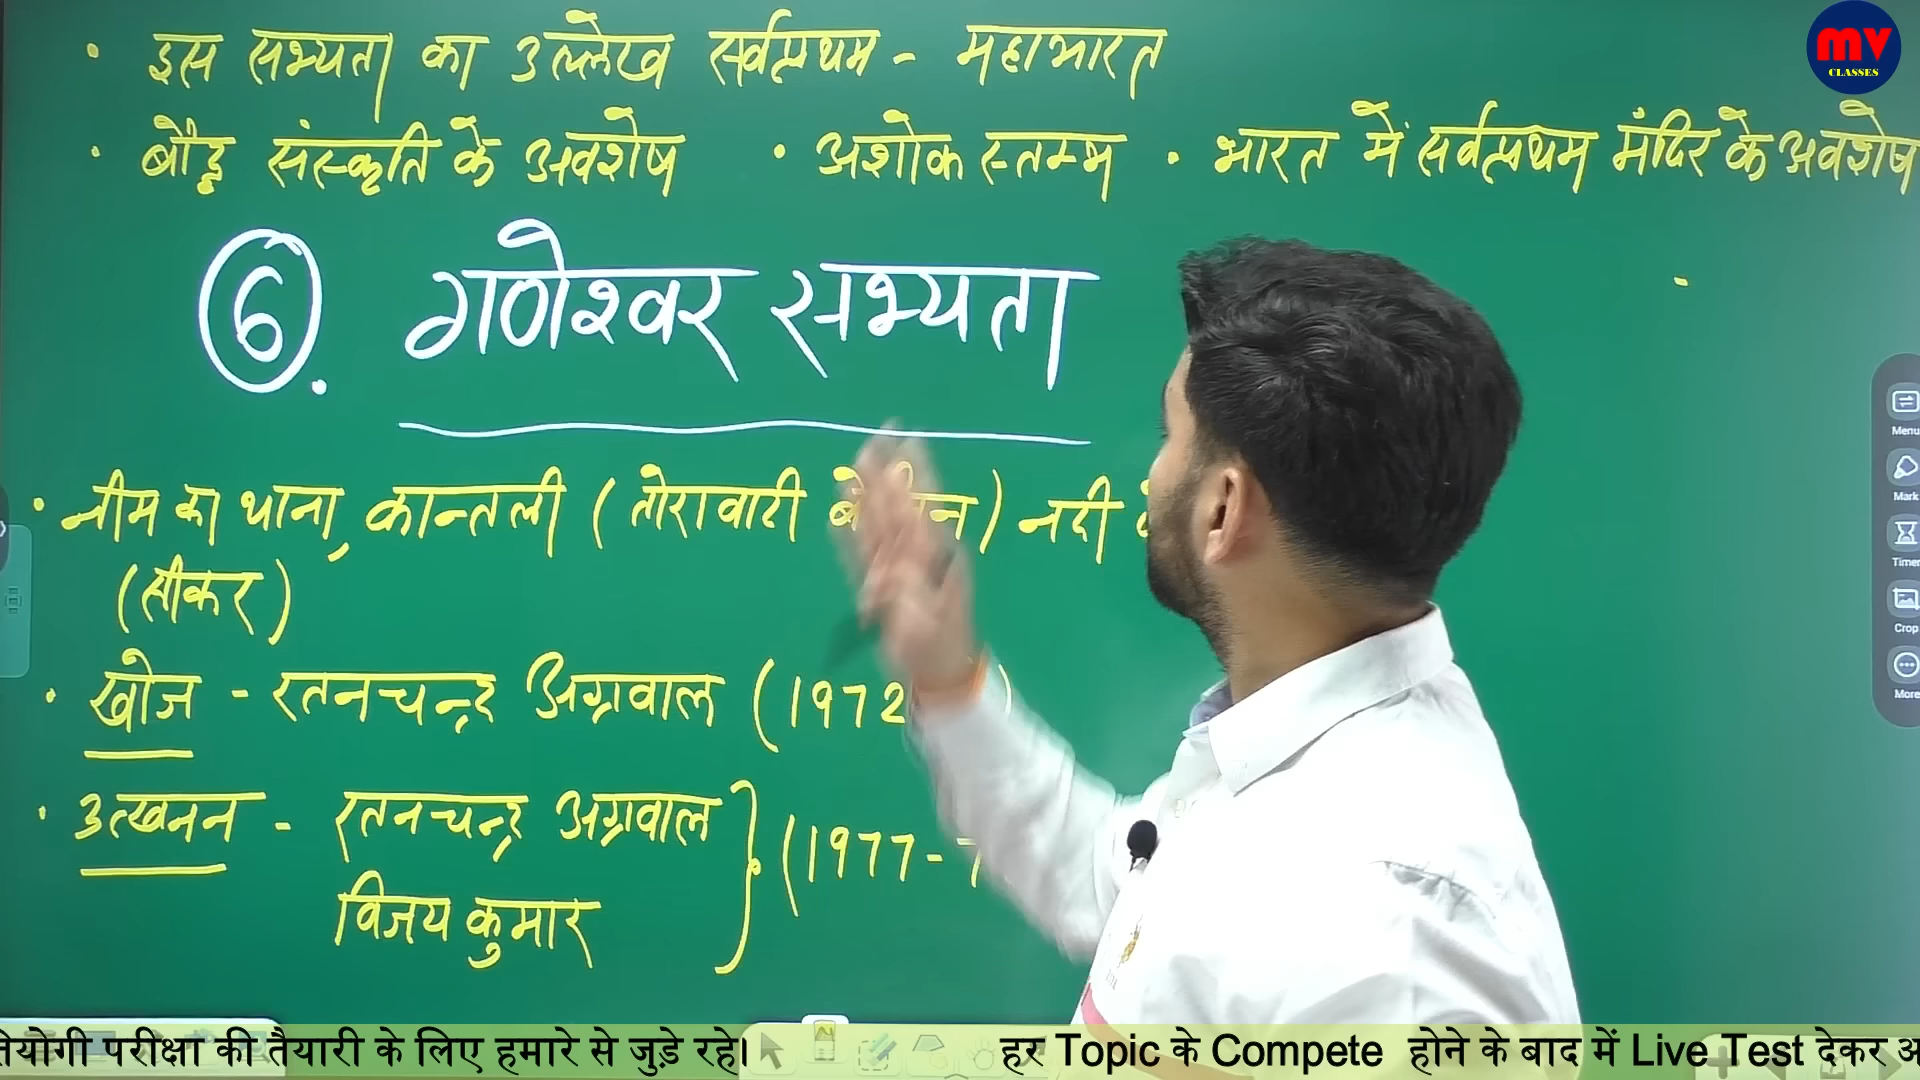 • इस सभ्यता का उल्लेख सर्वप्रथम - महाभारत
• बौद्ध संस्कृति के अवशेष • अशोक स्तम्भ • भारत में सर्वप्रथम मंदिर के अवशेष
6. गणेश्वर सभ्यता
• नीम का थाना, कान्तली (तोरावाटी नदी
(सीकर)
• खोज - रतनचन्द्र अग्रवाल (1972
• उत्खनन - रतनचन्द्र अग्रवाल
विजय कुमार } (1977-7
mv
CLASSES
Menu
Mark
Timer
Crop
More
तियोगी परीक्षा की तैयारी के लिए हमारे से जुड़े रहे। हर Topic के Compete होने के बाद में Live Test देकर अ